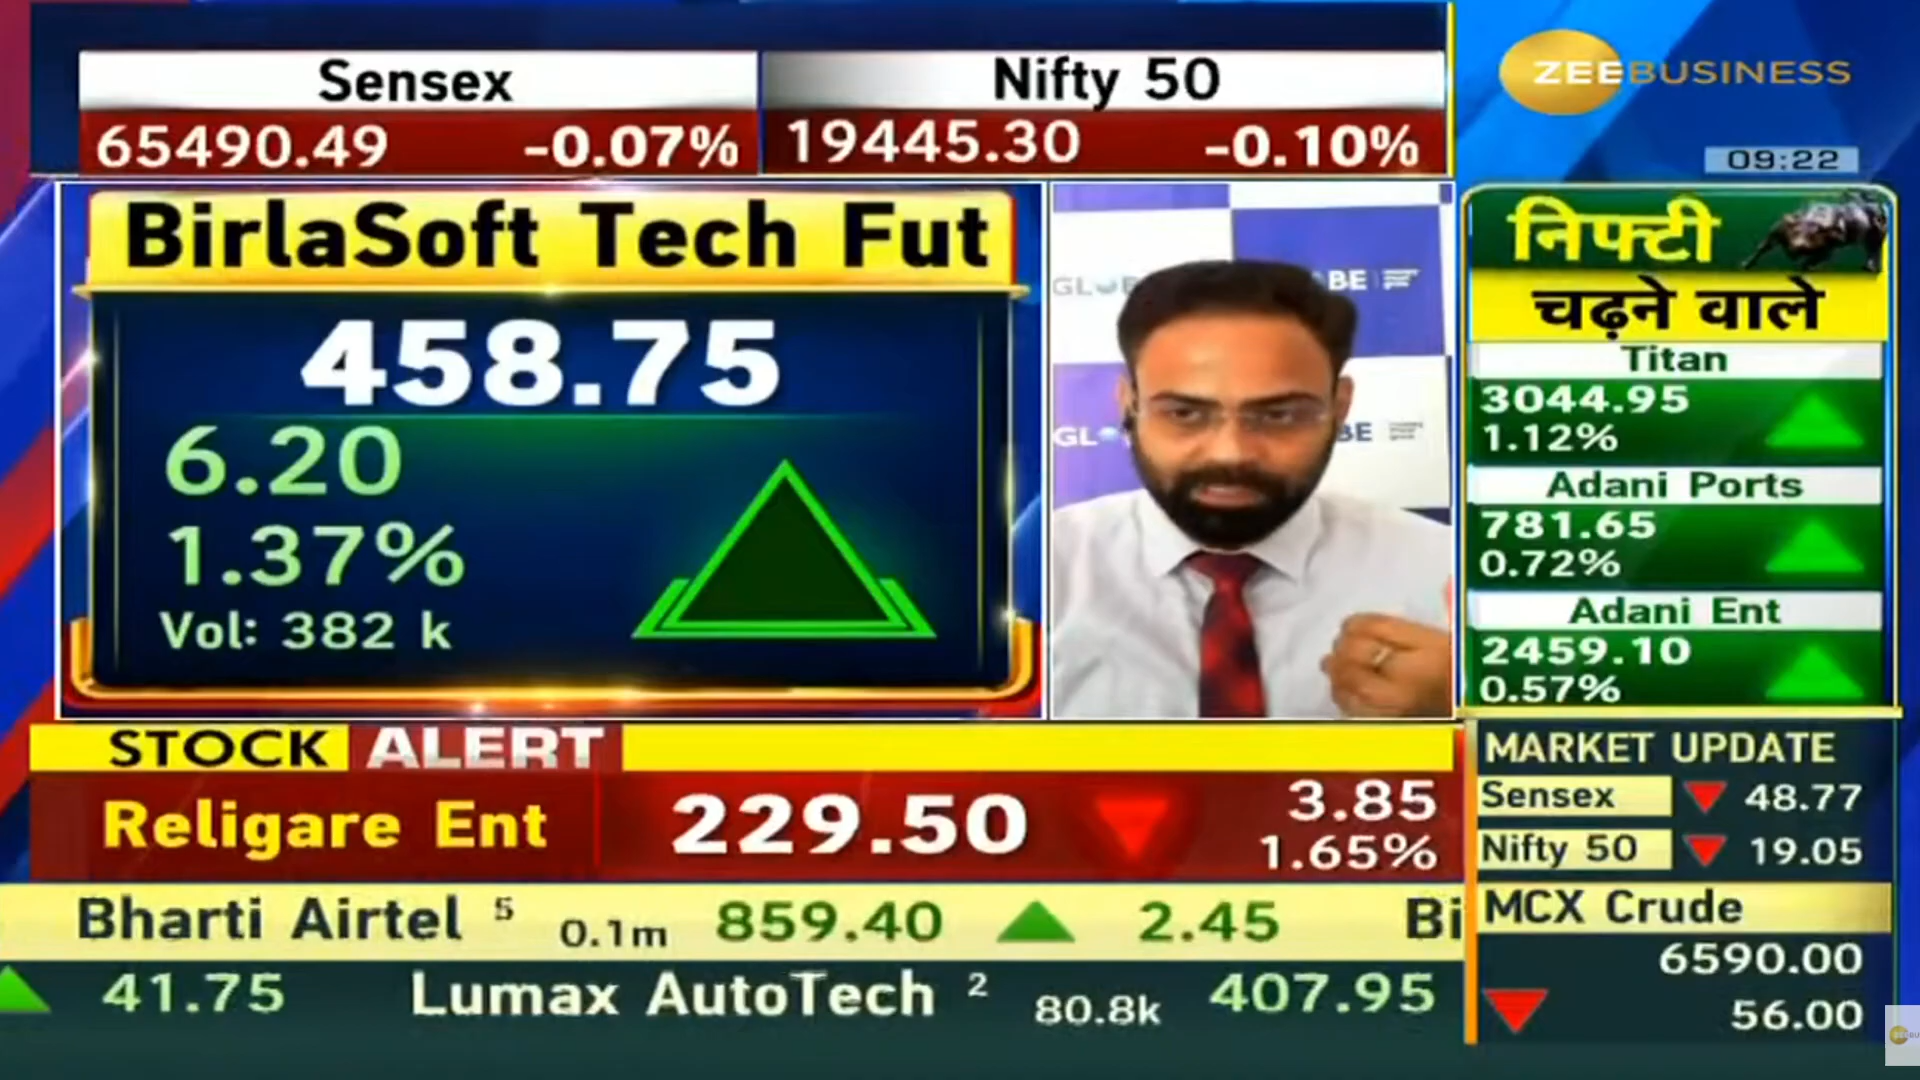 Sensex
65490.49 -0.07%
Nifty 50
19445.30 -0.10%
ZEEBUSINESS
09:22
BirlaSoft Tech Fut
458.75
6.20
1.37%
Vol: 382 k
BE
GL
BE
निफ्टी
चढ़ने वाले
Titan
3044.95
1.12%
Adani Ports
781.65
0.72%
Adani Ent
2459.10
0.57%
STOCK ALERT
Religare Ent 229.50 3.85
1.65%
MARKET UPDATE
Sensex 48.77
Nifty 50 19.05
MCX Crude
6590.00
56.00
Bharti Airtel 5 0.1m 859.40 2.45 Bi
41.75 Lumax AutoTech 2 80.8k 407.95